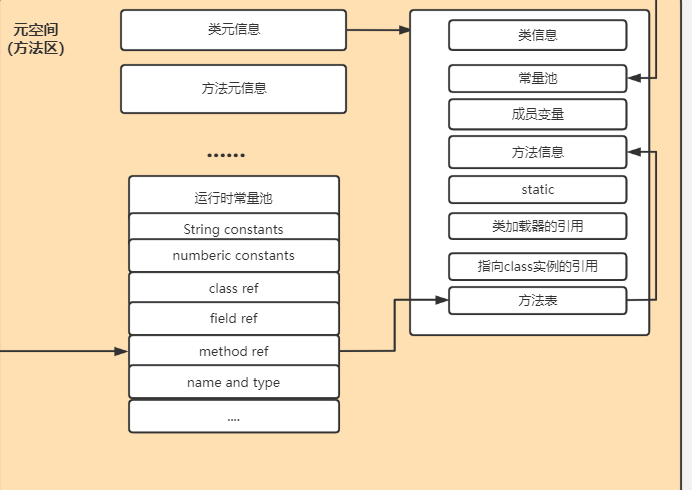 元空间
(方法区)
类元信息
方法元信息
......
运行时常量池
String constants
numberic constants
class ref
field ref
method ref
name and type
....
类信息
常量池
成员变量
方法信息
static
类加载器的引用
指向class实例的引用
方法表